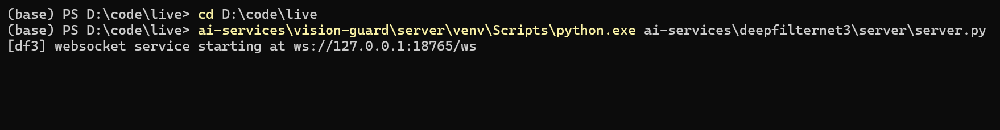 (base) PS D:\code\live> cd D:\code\live
(base) PS D:\code\live> ai-services\vision-guard\server\venv\Scripts\python.exe ai-services\deepfilternet3\server\server.py
[df3] websocket service starting at ws://127.0.0.1:18765/ws